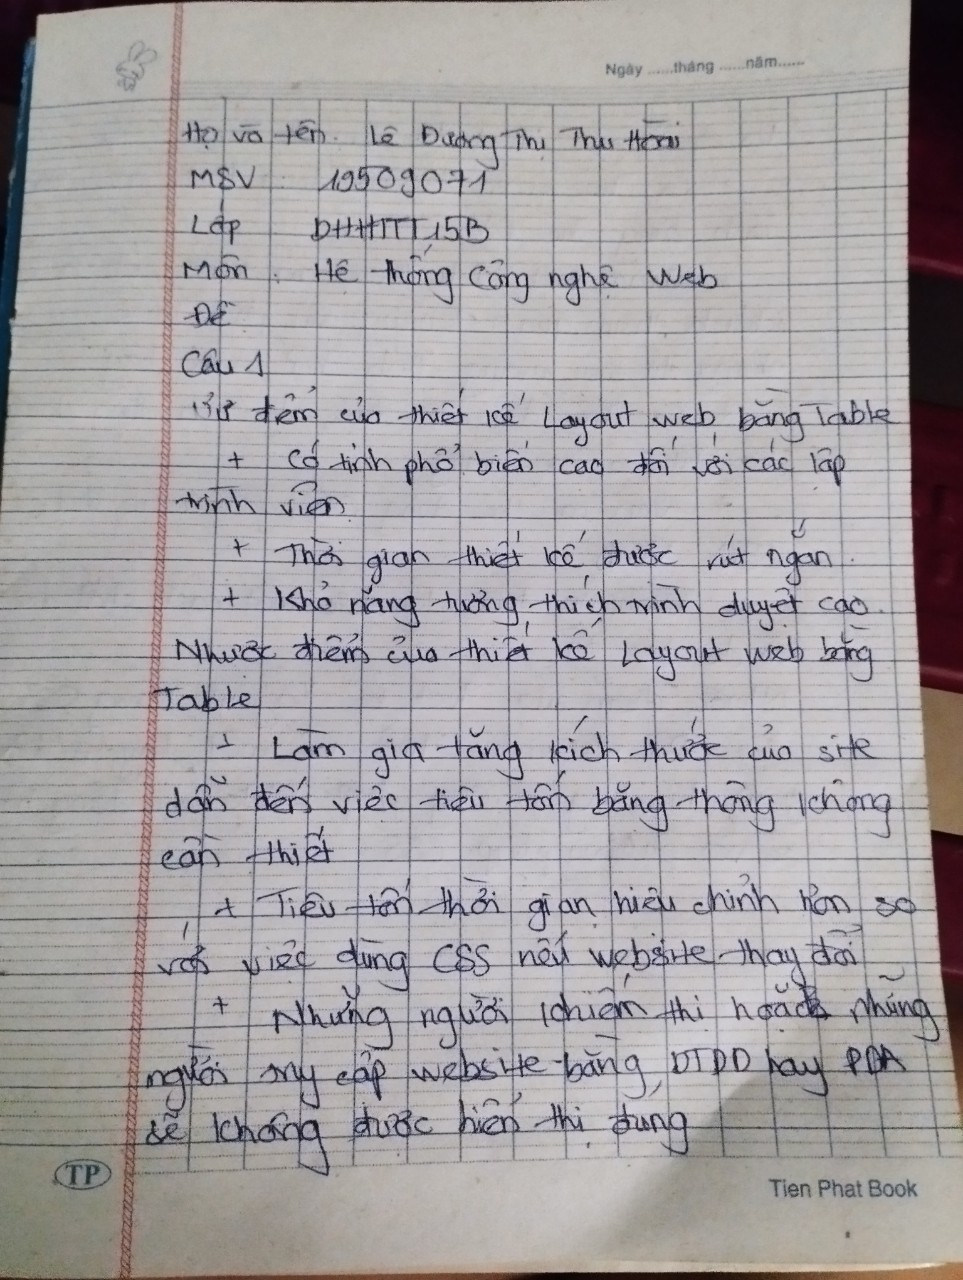 Ngày ......tháng ......năm......
Họ và tên. Lê Dương Thị Thu Hoài
MSV : 19509071
Lớp DHHTTT15B
Môn : Hệ thống Công nghệ Web
Đề
Câu 1
Ưu điểm của thiết kế Layout web bằng Table
+ Có tính phổ biến cao đối với các lập
trình viên
+ Thời gian thiết kế được rút ngắn.
+ Khả năng tương thích trình duyệt cao.
Nhược điểm của thiết kế Layout web bằng
Table
+ Làm gia tăng kích thước của site
dẫn đến việc tiêu tốn băng thông không
cần thiết
+ Tiêu tốn thời gian hiệu chỉnh hơn so
với việc dùng CSS nếu website thay đổi
+ Những người khiếm thị hoặc những
người truy cập website bằng DTDD hay PDA
sẽ không được hiển thị đúng
TP
Tien Phat Book